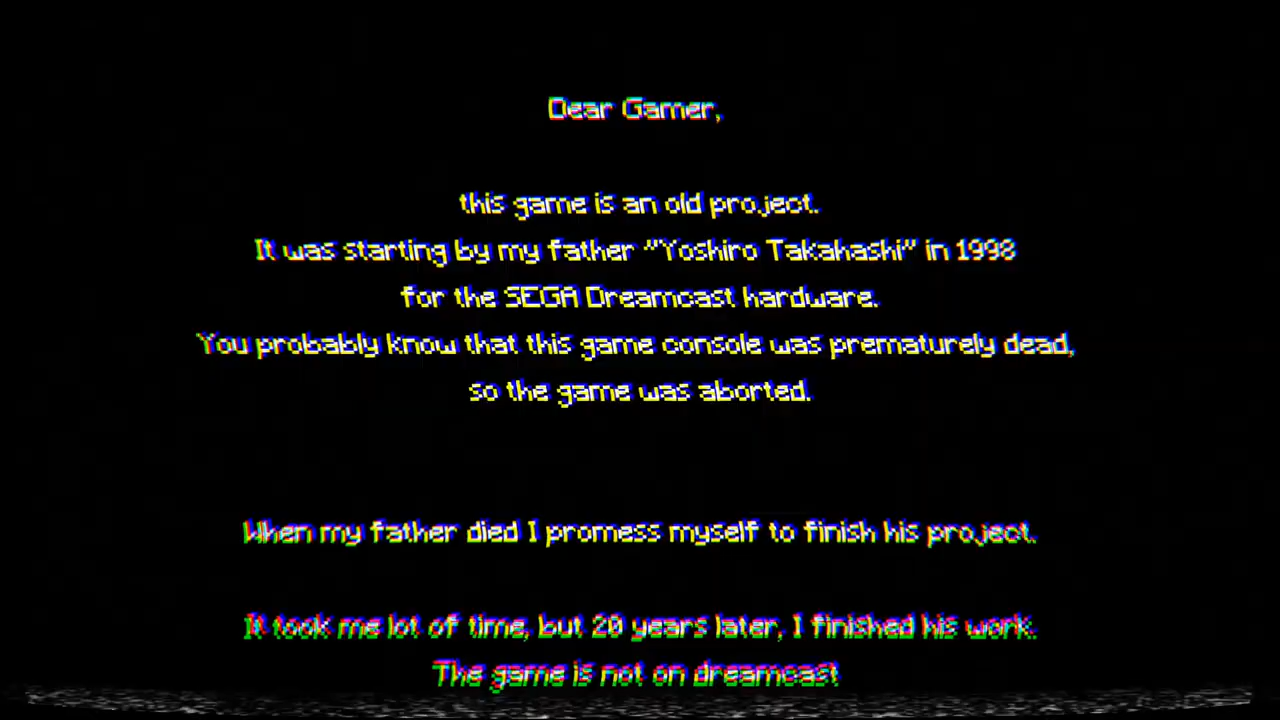 Dear Gamer,
this game is an old project.
It was starting by my father "Yoshiro Takahashi" in 1998
for the SEGA Dreamcast hardware.
You probably know that this game console was prematurely dead,
so the game was aborted.
When my father died I promess myself to finish his project.
It took me lot of time, but 20 years later, I finished his work.
The game is not on dreamcast